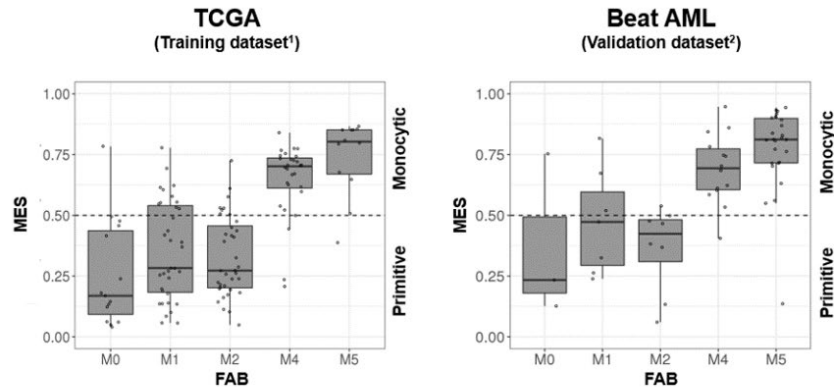 TCGA
(Training dataset¹)
1.00
0.75
0.50
0.25
0.00
MES
Monocytic
Primitive
M0 M1 M2 M4 M5
FAB
Beat AML
(Validation dataset²)
1.00
0.75
0.50
0.25
0.00
MES
Monocytic
Primitive
M0 M1 M2 M4 M5
FAB